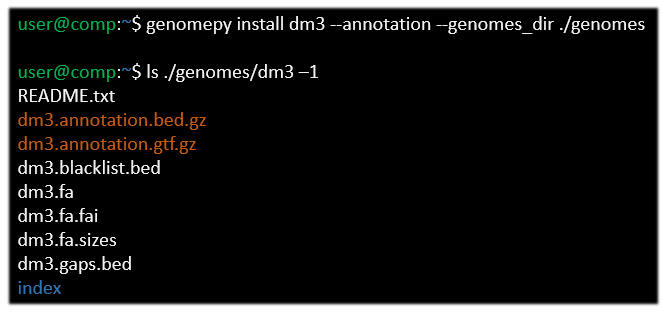 user@comp:~$ genomepy install dm3 --annotation --genomes_dir ./genomes
user@comp:~$ ls ./genomes/dm3 –1
README.txt
dm3.annotation.bed.gz
dm3.annotation.gtf.gz
dm3.blacklist.bed
dm3.fa
dm3.fa.fai
dm3.fa.sizes
dm3.gaps.bed
index